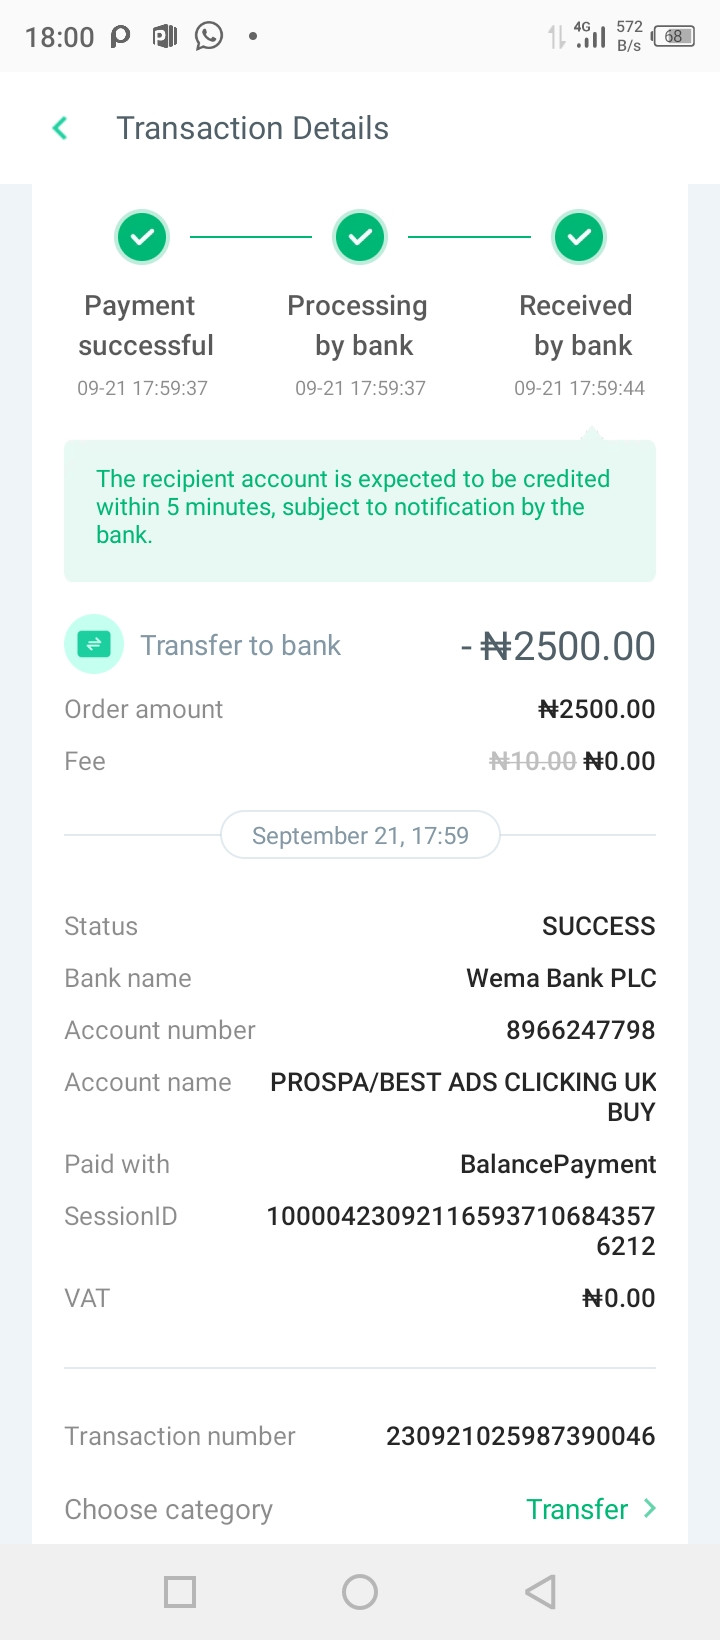 18:00
4G
572
B/s
68
Transaction Details
Payment
successful
09-21 17:59:37
Processing
by bank
09-21 17:59:37
Received
by bank
09-21 17:59:44
The recipient account is expected to be credited
within 5 minutes, subject to notification by the
bank.
Transfer to bank -₦2500.00
Order amount ₦2500.00
Fee ₦10.00 ₦0.00
September 21, 17:59
Status SUCCESS
Bank name Wema Bank PLC
Account number 8966247798
Account name PROSPA/BEST ADS CLICKING UK
BUY
Paid with BalancePayment
SessionID 10000423092116593710684357
6212
VAT ₦0.00
Transaction number 230921025987390046
Choose category Transfer